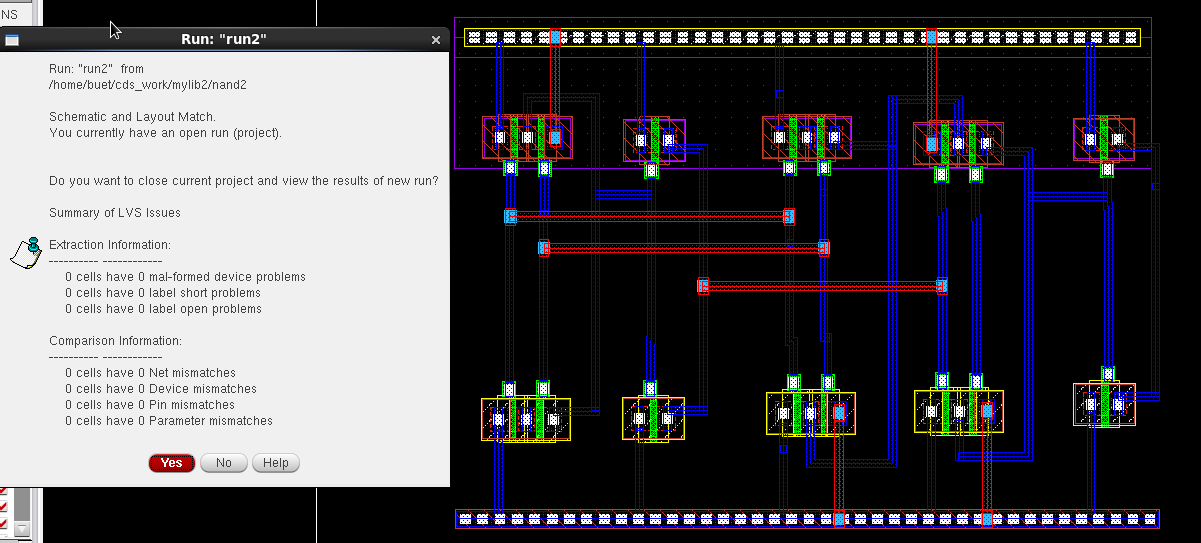 NS
Run: "run2"
Run: "run2" from
/home/buet/cds_work/mylib2/nand2
Schematic and Layout Match.
You currently have an open run (project).
Do you want to close current project and view the results of new run?
Summary of LVS Issues
Extraction Information:
---------- ------------
0 cells have 0 mal-formed device problems
0 cells have 0 label short problems
0 cells have 0 label open problems
Comparison Information:
---------- ------------
0 cells have 0 Net mismatches
0 cells have 0 Device mismatches
0 cells have 0 Pin mismatches
0 cells have 0 Parameter mismatches
Yes No Help